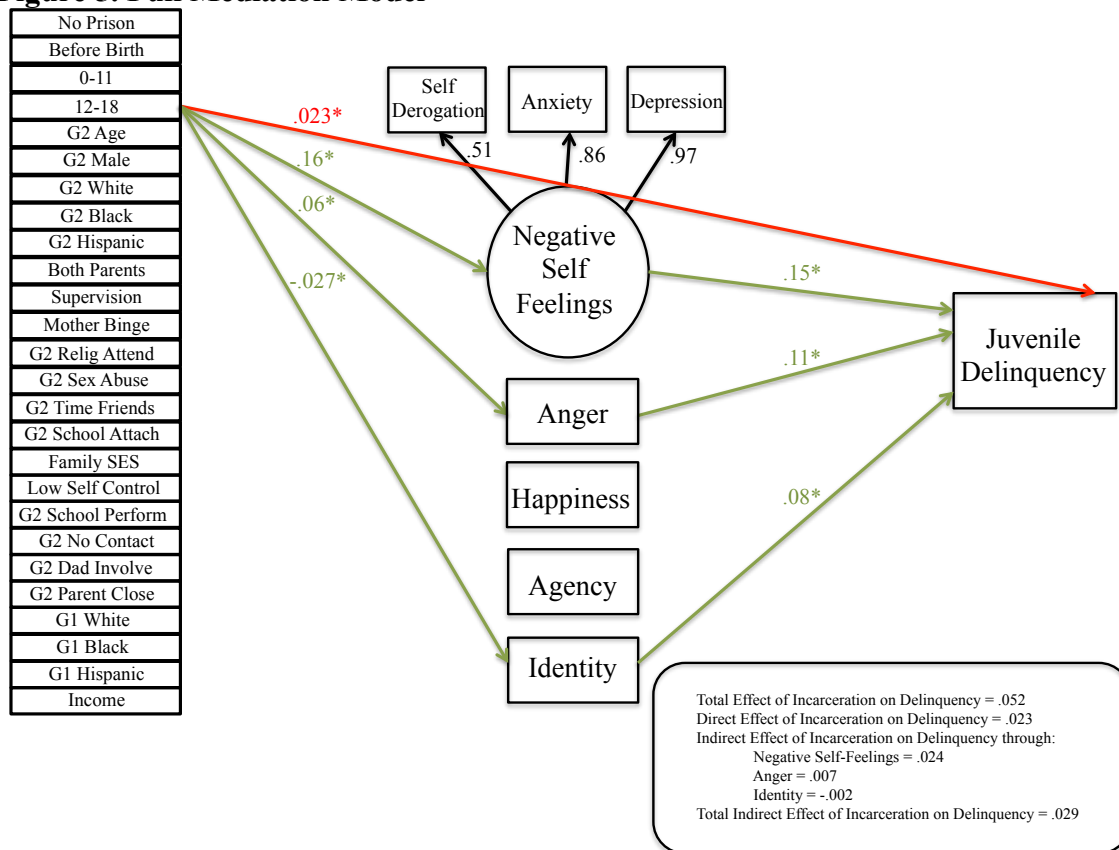 Figure 3. Full Mediation Model
No Prison
Before Birth
0-11
12-18
G2 Age
G2 Male
G2 White
G2 Black
G2 Hispanic
Both Parents
Supervision
Mother Binge
G2 Relig Attend
G2 Sex Abuse
G2 Time Friends
G2 School Attach
Family SES
Low Self Control
G2 School Perform
G2 No Contact
G2 Dad Involve
G2 Parent Close
G1 White
G1 Black
G1 Hispanic
Income
.023*
.16*
.06*
-.027*
Self
Derogation
Anxiety
Depression
.51
.86
.97
Negative
Self
Feelings
Anger
Happiness
Agency
Identity
.15*
.11*
.08*
Juvenile
Delinquency
Total Effect of Incarceration on Delinquency = .052
Direct Effect of Incarceration on Delinquency = .023
Indirect Effect of Incarceration on Delinquency through:
Negative Self-Feelings = .024
Anger = .007
Identity = -.002
Total Indirect Effect of Incarceration on Delinquency = .029